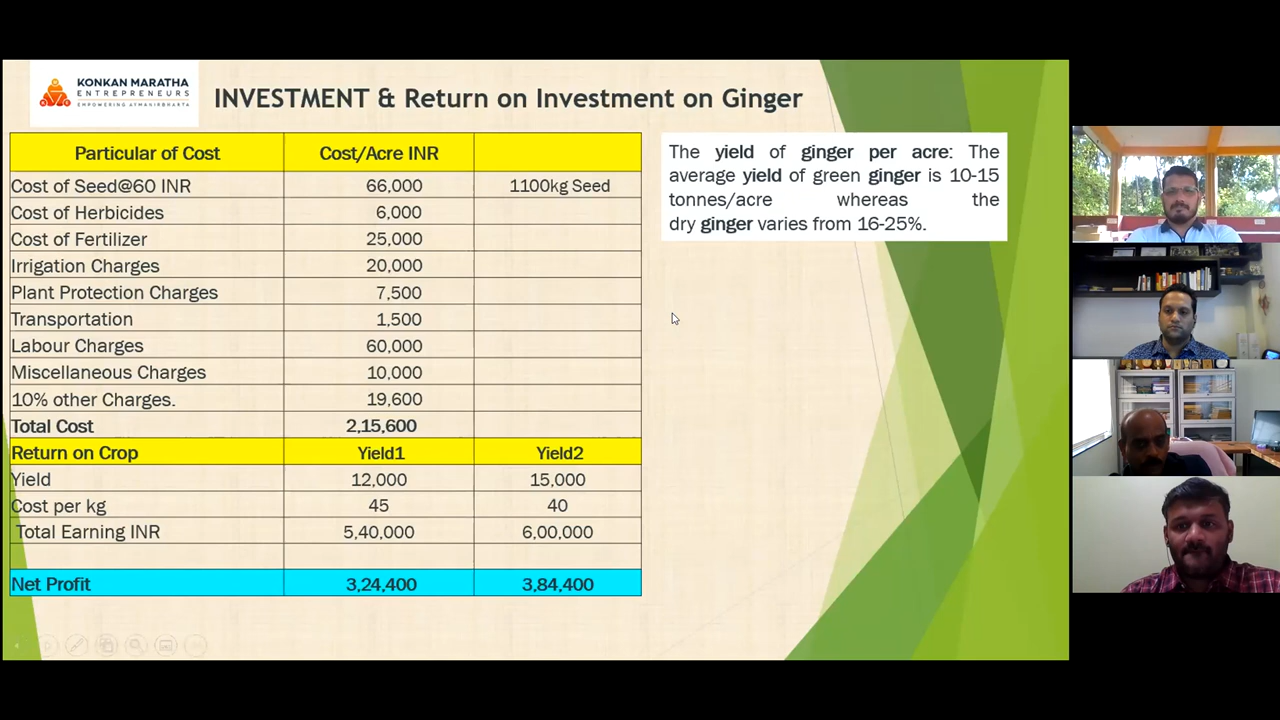 KONKAN MARATHA
ENTREPRENEURS
EMPOWERING ATMANIRBHARTA
INVESTMENT & Return on Investment on Ginger
Particular of Cost Cost/Acre INR
Cost of Seed@60 INR 66,000 1100kg Seed
Cost of Herbicides 6,000
Cost of Fertilizer 25,000
Irrigation Charges 20,000
Plant Protection Charges 7,500
Transportation 1,500
Labour Charges 60,000
Miscellaneous Charges 10,000
10% other Charges. 19,600
Total Cost 2,15,600
Return on Crop Yield1 Yield2
Yield 12,000 15,000
Cost per kg 45 40
Total Earning INR 5,40,000 6,00,000
Net Profit 3,24,400 3,84,400
The yield of ginger per acre: The
average yield of green ginger is 10-15
tonnes/acre whereas the
dry ginger varies from 16-25%.